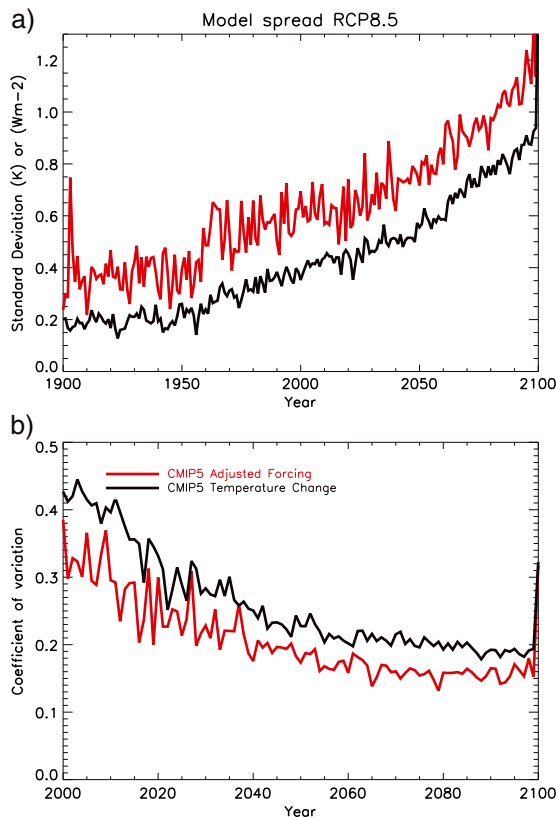 a)
Model spread RCP8.5
Standard Deviation (K) or (Wm-2)
1.2
1.0
0.8
0.6
0.4
0.2
0.0
1900 1950 2000 2050 2100
Year
b)
Coefficient of variation
0.5
0.4
0.3
0.2
0.1
0.0
CMIP5 Adjusted Forcing
CMIP5 Temperature Change
2000 2020 2040 2060 2080 2100
Year